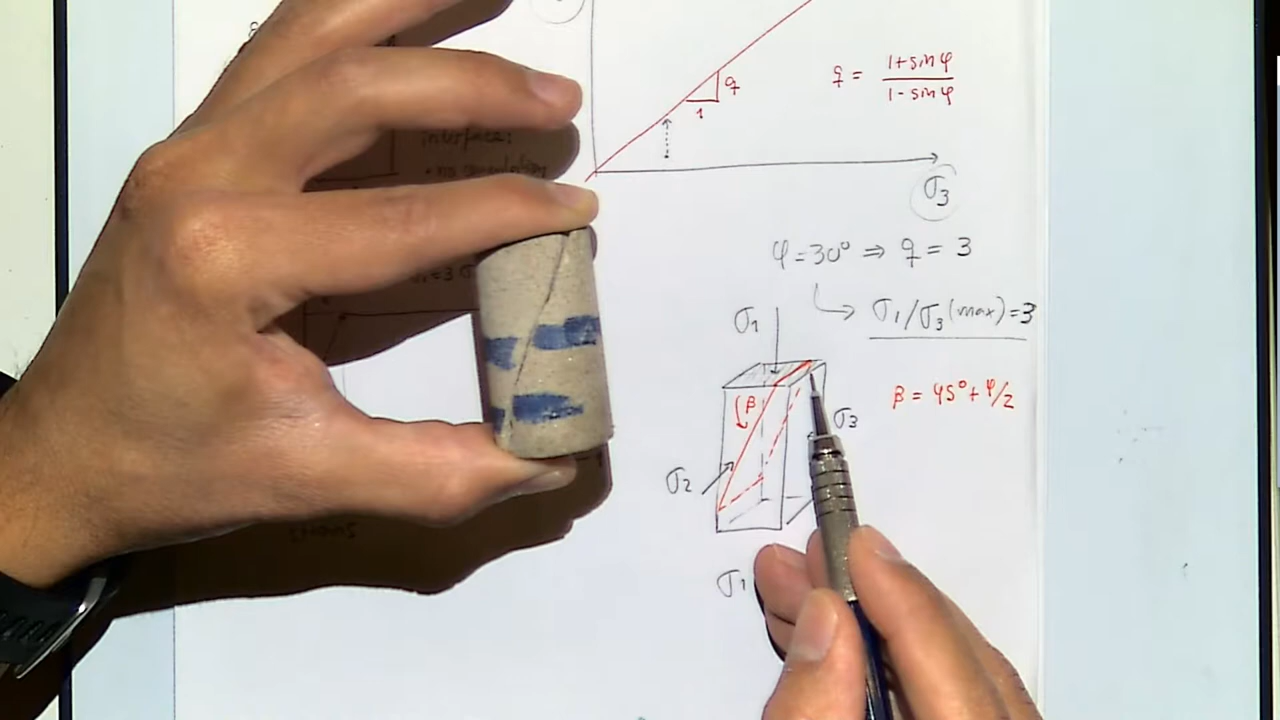 q
1
q = 1+sinφ / 1-sinφ
σ3
φ=30° ⇒ q = 3
σ1/σ3 (max)=3
σ1
β
β = 45°+φ/2
σ3
σ2
σ1
interface: